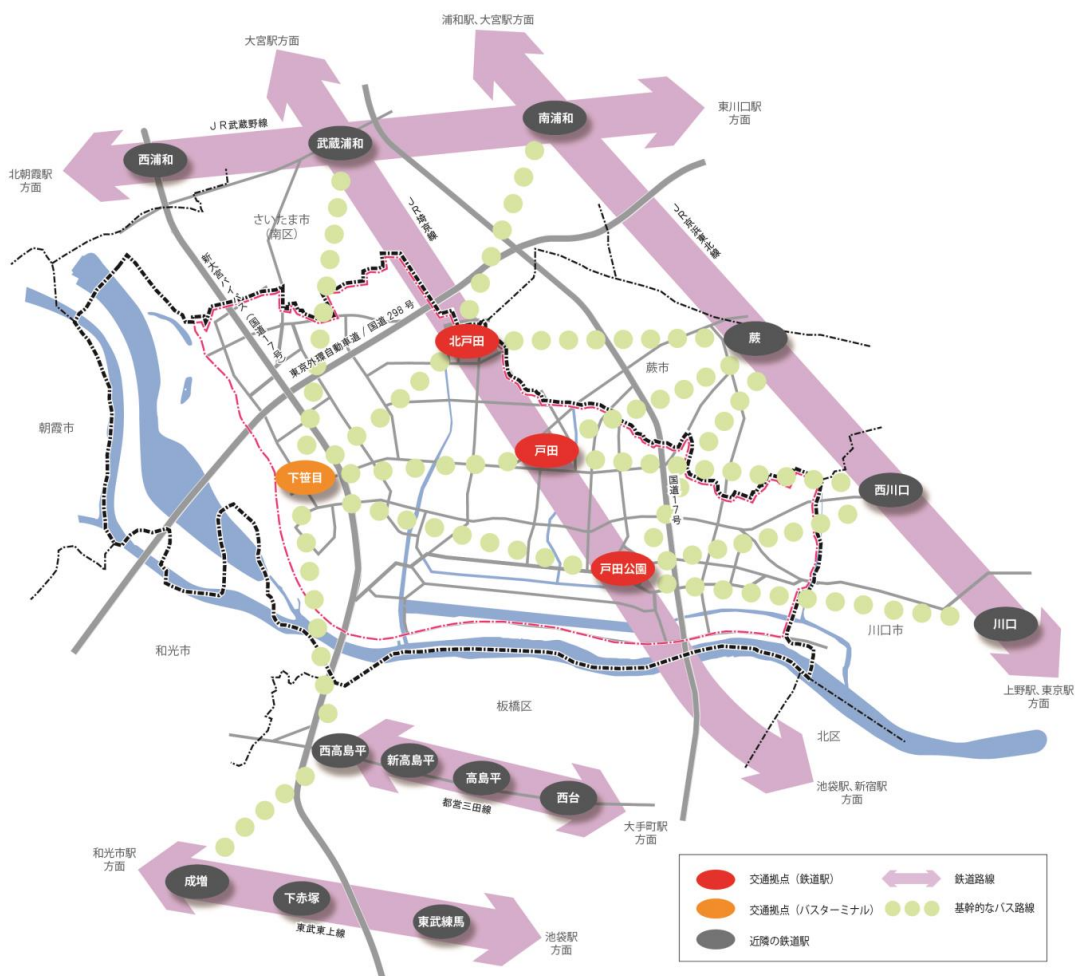 浦和駅、大宮駅方面
大宮駅方面
東川口駅
方面
JR武蔵野線
南浦和
武蔵浦和
西浦和
北朝霞駅
方面
さいたま市
(南区)
JR埼京線
JR京浜東北線
新大宮バイパス(国道17号)
東京外環自動車道/国道298号
北戸田
蕨
蕨市
朝霞市
戸田
下笹目
国道17号
西川口
戸田公園
川口市
川口
和光市
上野駅、東京駅
方面
板橋区
北区
西高島平
新高島平
高島平
西台
都営三田線
池袋駅、新宿駅
方面
大手町駅
方面
和光市駅
方面
成増
下赤塚
東武練馬
東武東上線
池袋駅
方面
交通拠点(鉄道駅)
鉄道路線
交通拠点(バスターミナル)
基幹的なバス路線
近隣の鉄道駅